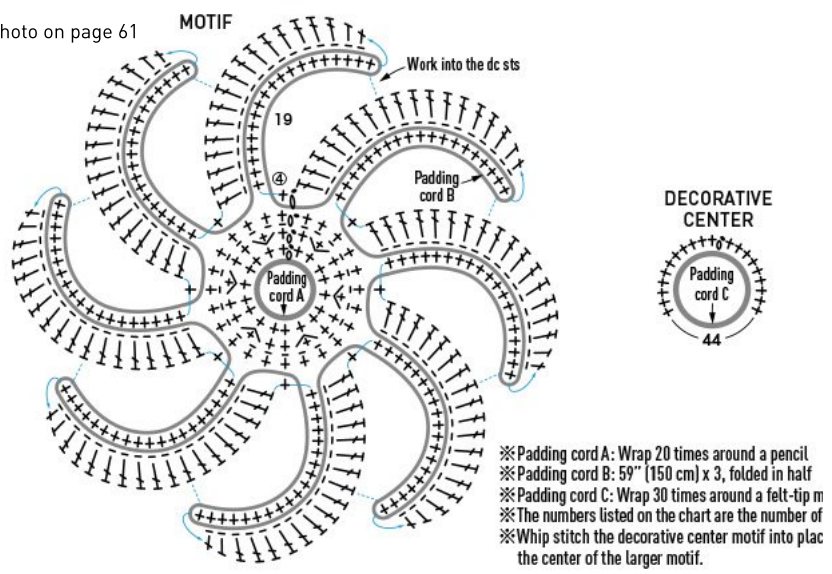 hoto on page 61
MOTIF
Work into the dc sts
19
④
Padding
cord B
Padding
cord A
DECORATIVE
CENTER
Padding
cord C
44
※Padding cord A: Wrap 20 times around a pencil
※Padding cord B: 59" (150 cm) x 3, folded in half
※Padding cord C: Wrap 30 times around a felt-tip m
※The numbers listed on the chart are the number of
※Whip stitch the decorative center motif into plac
the center of the larger motif.